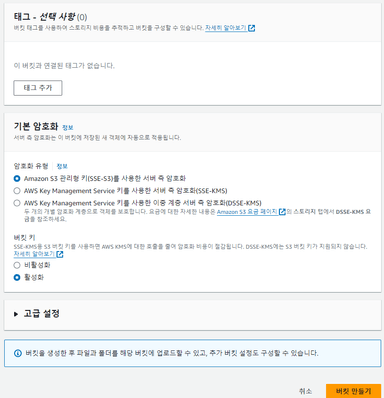 태그 - 선택 사항 (0)
버킷 태그를 사용하여 스토리지 비용을 추적하고 버킷을 구성할 수 있습니다. 자세히 알아보기
이 버킷과 연결된 태그가 없습니다.
태그 추가
기본 암호화 정보
서버 측 암호화는 이 버킷에 저장된 새 객체에 자동으로 적용됩니다.
암호화 유형 정보
Amazon S3 관리형 키(SSE-S3)를 사용한 서버 측 암호화
AWS Key Management Service 키를 사용한 서버 측 암호화(SSE-KMS)
AWS Key Management Service 키를 사용한 이중 계층 서버 측 암호화(DSSE-KMS)
두 개의 개별 암호화 계층으로 객체를 보호합니다. 요금에 대한 자세한 내용은 Amazon S3 요금 페이지의 스토리지 탭에서 DSSE-KMS 요
금을 참조하세요.
버킷 키
SSE-KMS용 S3 버킷 키를 사용하면 AWS KMS에 대한 호출을 줄여 암호화 비용이 절감됩니다. DSSE-KMS에는 S3 버킷 키가 지원되지 않습니다.
자세히 알아보기
비활성화
활성화
고급 설정
버킷을 생성한 후 파일과 폴더를 해당 버킷에 업로드할 수 있고, 추가 버킷 설정도 구성할 수 있습니다.
취소 버킷 만들기